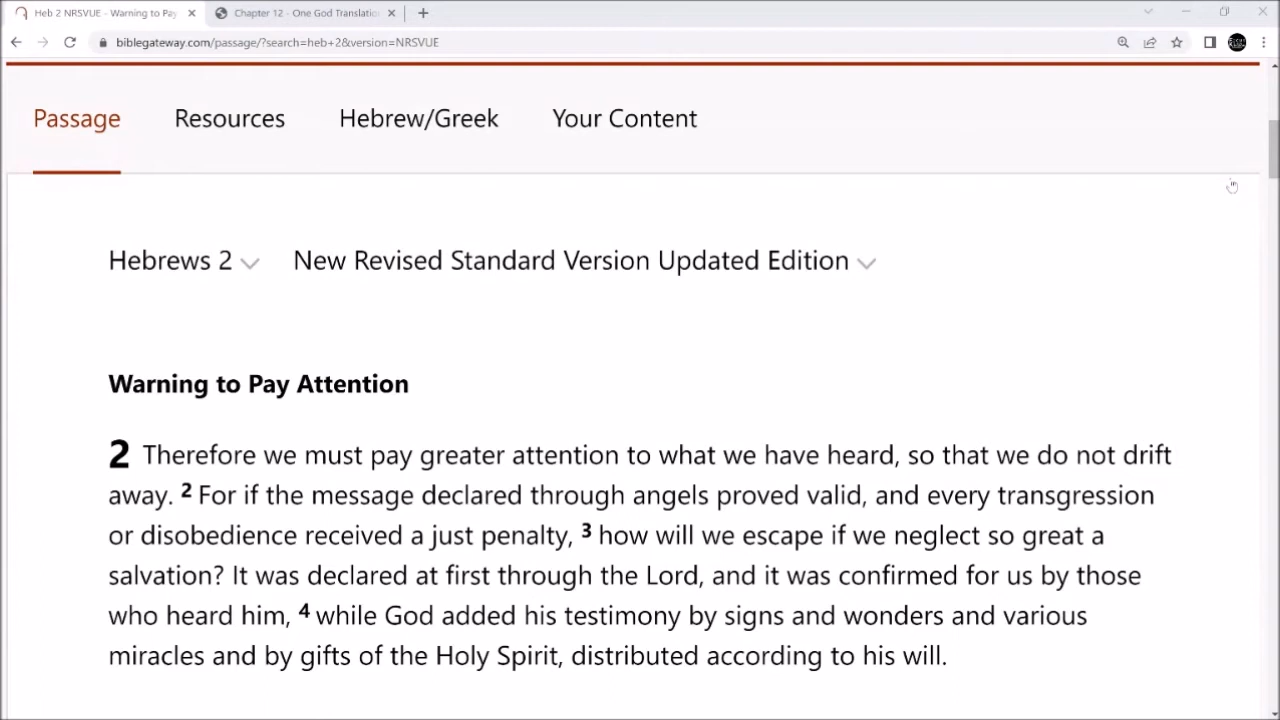 Heb 2 NRSVUE - Warning to Pay
Chapter 12 - One God Translatio
biblegateway.com/passage/?search=heb+2&version=NRSVUE
Passage Resources Hebrew/Greek Your Content
Hebrews 2 New Revised Standard Version Updated Edition
Warning to Pay Attention
2 Therefore we must pay greater attention to what we have heard, so that we do not drift
away. 2 For if the message declared through angels proved valid, and every transgression
or disobedience received a just penalty, 3 how will we escape if we neglect so great a
salvation? It was declared at first through the Lord, and it was confirmed for us by those
who heard him, 4 while God added his testimony by signs and wonders and various
miracles and by gifts of the Holy Spirit, distributed according to his will.